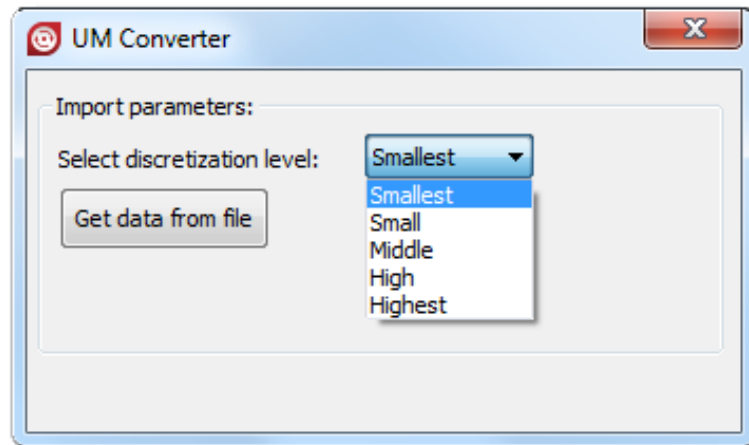 UM Converter
Import parameters:
Select discretization level:
Smallest
Get data from file
Smallest
Small
Middle
High
Highest